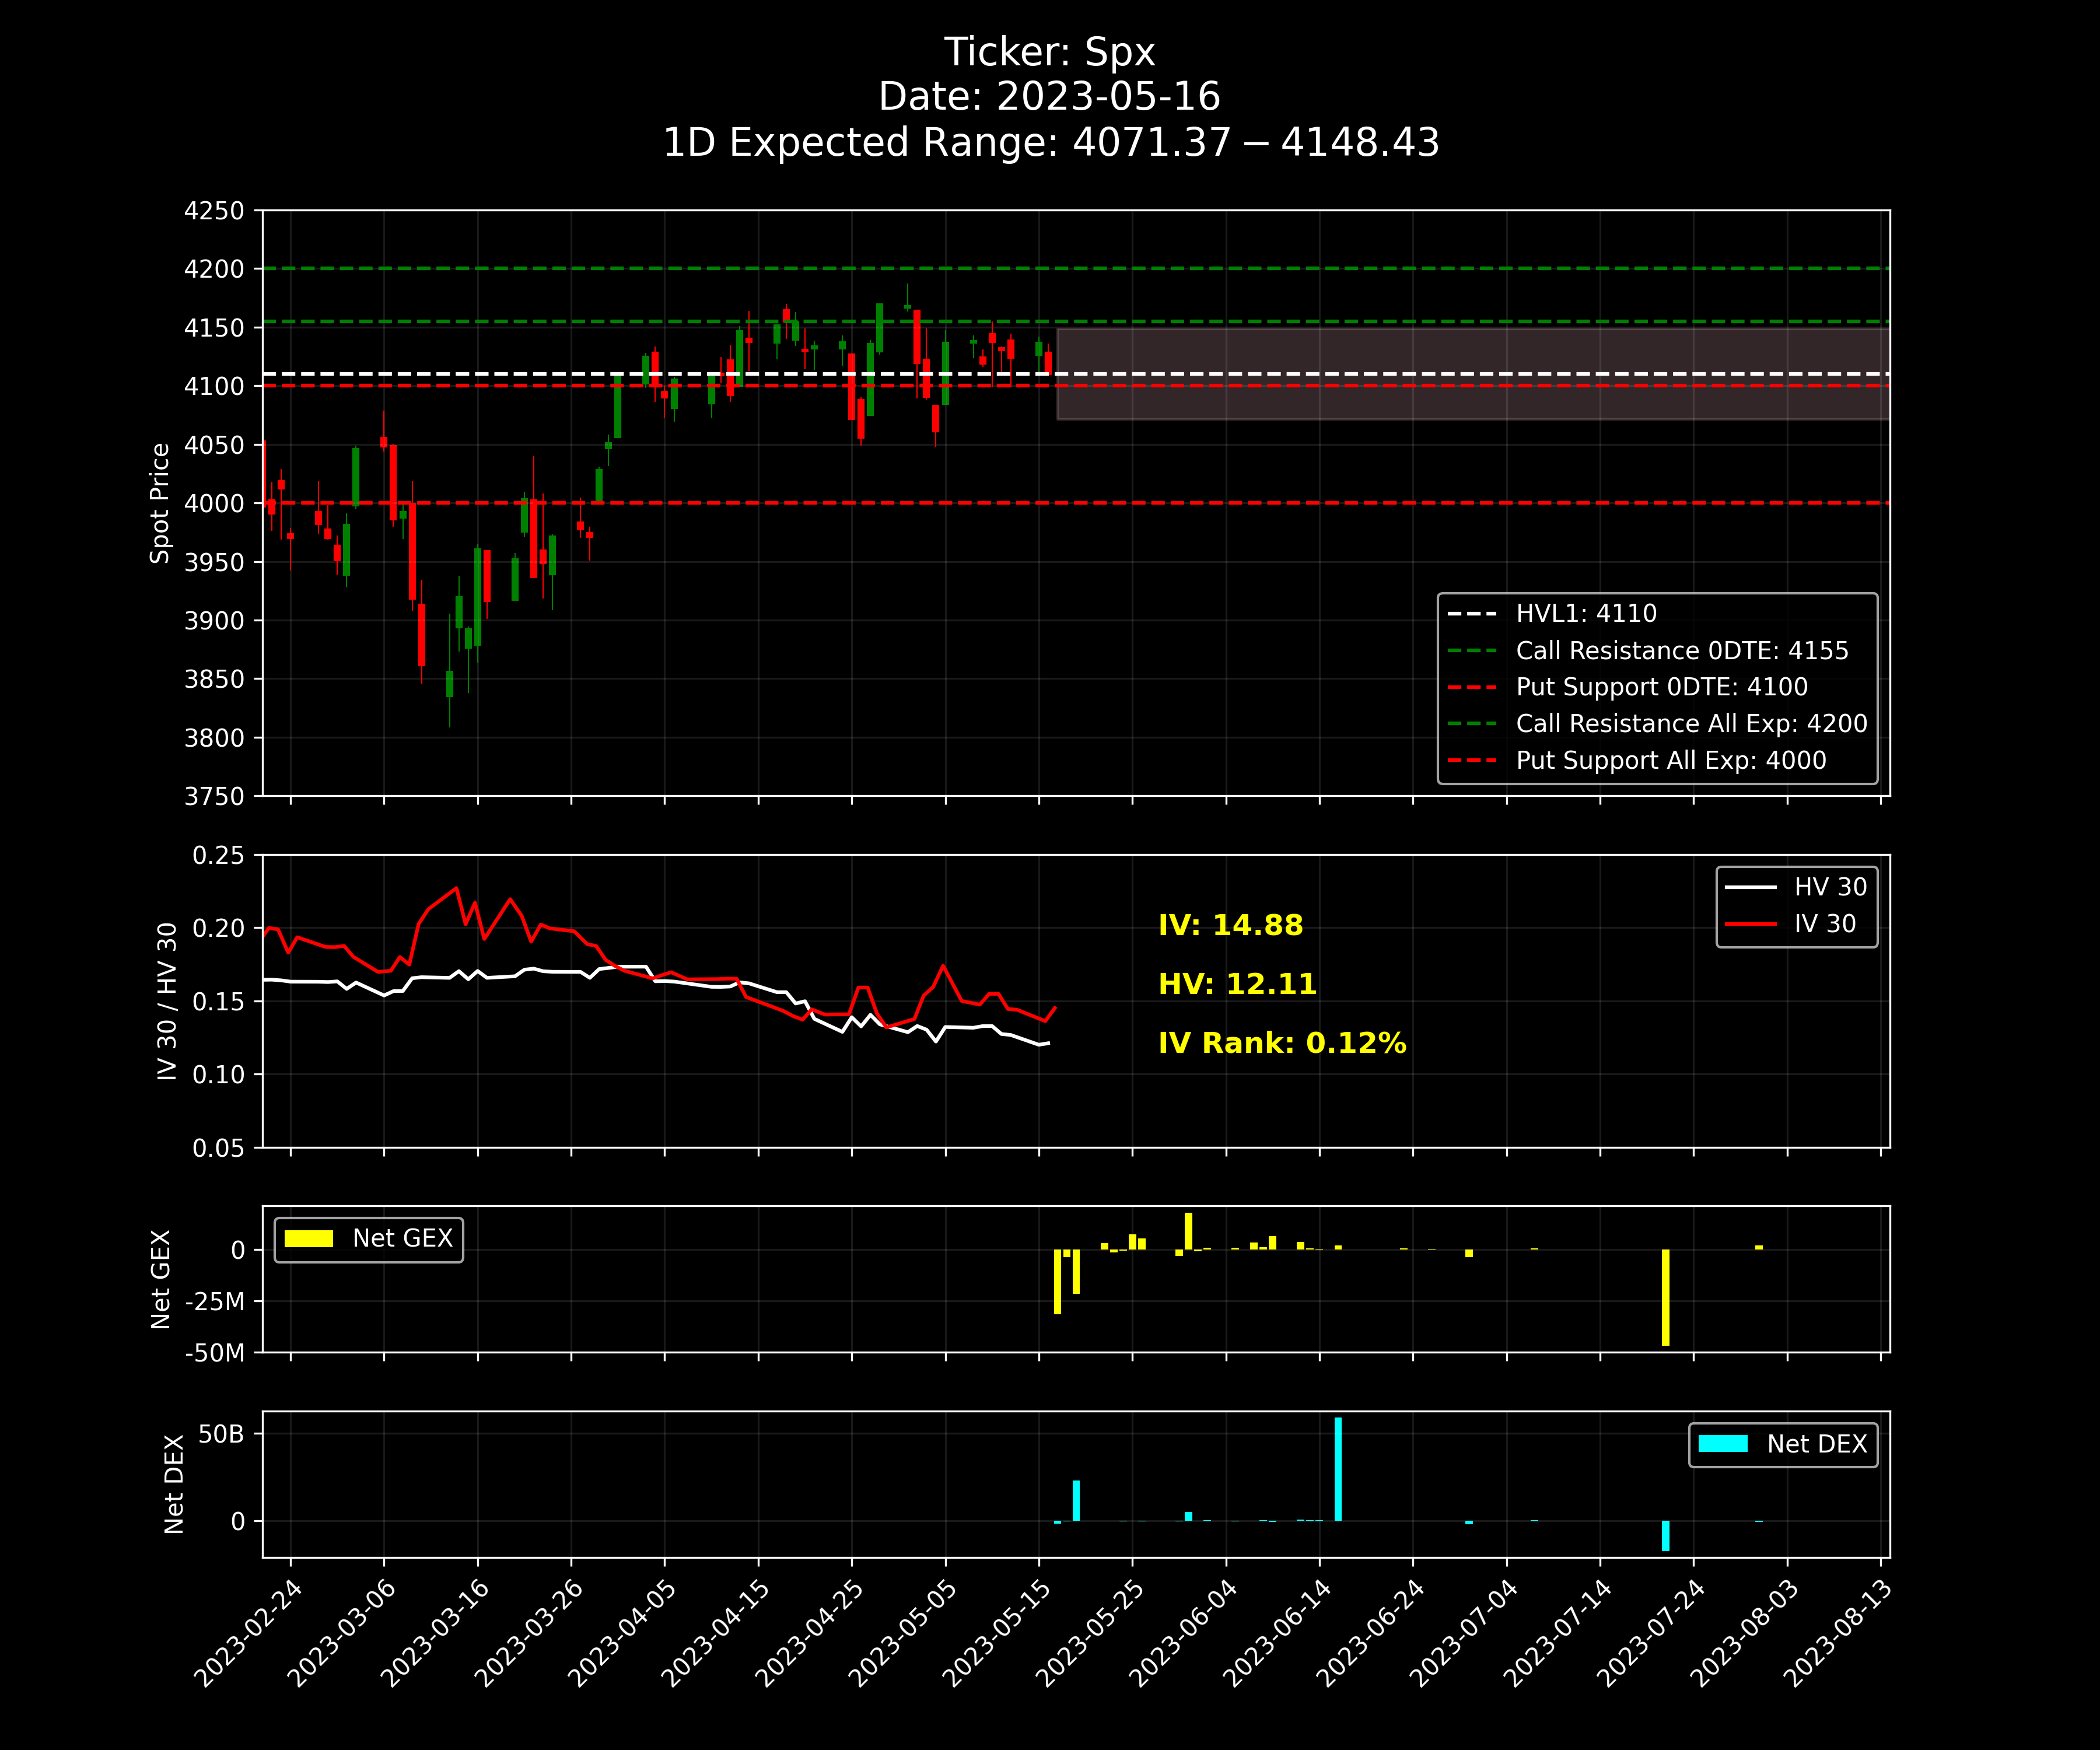 Ticker: Spx
Date: 2023-05-16
1D Expected Range: 4071.37 − 4148.43
4250
4200
4150
4100
4050
4000
3950
3900
3850
3800
3750
Spot Price
HVL1: 4110
Call Resistance 0DTE: 4155
Put Support 0DTE: 4100
Call Resistance All Exp: 4200
Put Support All Exp: 4000
0.25
0.20
0.15
0.10
0.05
IV 30 / HV 30
IV: 14.88
HV: 12.11
IV Rank: 0.12%
HV 30
IV 30
0
-25M
-50M
Net GEX
Net GEX
50B
0
Net DEX
Net DEX
2023-02-24
2023-03-06
2023-03-16
2023-03-26
2023-04-05
2023-04-15
2023-04-25
2023-05-05
2023-05-15
2023-05-25
2023-06-04
2023-06-14
2023-06-24
2023-07-04
2023-07-14
2023-07-24
2023-08-03
2023-08-13